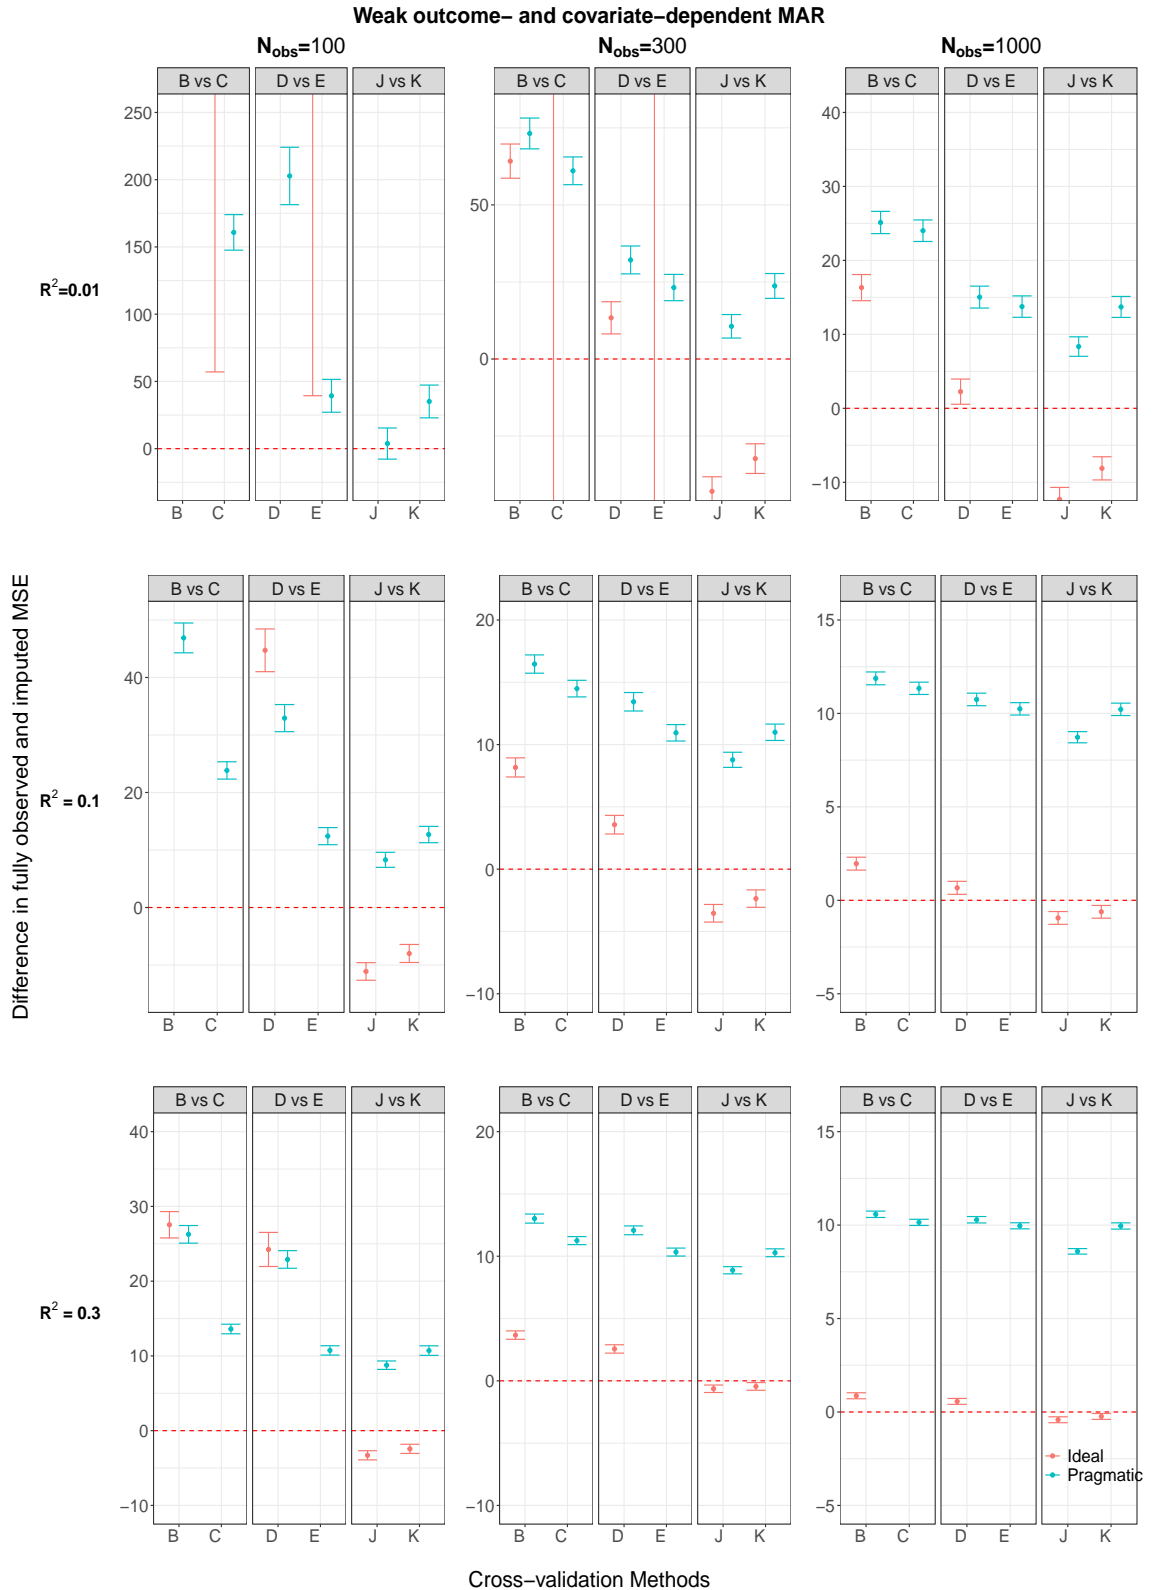 Weak outcome− and covariate−dependent MAR
N_obs=100 N_obs=300 N_obs=1000
B vs C D vs E J vs K B vs C D vs E J vs K B vs C D vs E J vs K
250
200
150
100
50
0
50
0
40
30
20
10
0
−10
R²=0.01
B C D E J K B C D E J K B C D E J K
Difference in fully observed and imputed MSE
B vs C D vs E J vs K B vs C D vs E J vs K B vs C D vs E J vs K
40
20
0
20
10
0
−10
15
10
5
0
−5
R² = 0.1
B C D E J K B C D E J K B C D E J K
B vs C D vs E J vs K B vs C D vs E J vs K B vs C D vs E J vs K
40
30
20
10
0
−10
20
10
0
−10
15
10
5
0
−5
R² = 0.3
Ideal
Pragmatic
B C D E J K B C D E J K B C D E J K
Cross−validation Methods